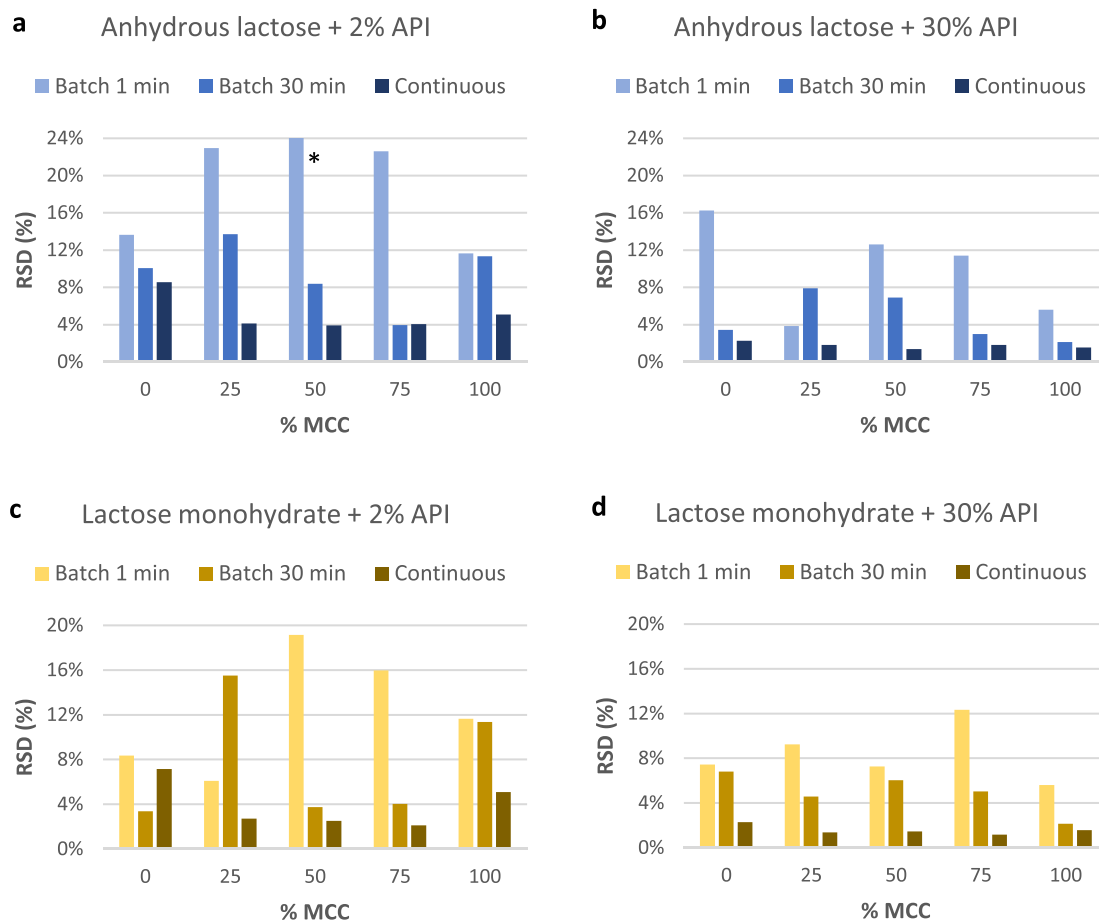 a
Anhydrous lactose + 2% API
Batch 1 min Batch 30 min Continuous
24%
20%
16%
12%
8%
4%
0%
RSD (%)
*
0 25 50 75 100
% MCC
b
Anhydrous lactose + 30% API
Batch 1 min Batch 30 min Continuous
24%
20%
16%
12%
8%
4%
0%
RSD (%)
0 25 50 75 100
% MCC
c
Lactose monohydrate + 2% API
Batch 1 min Batch 30 min Continuous
20%
16%
12%
8%
4%
0%
RSD (%)
0 25 50 75 100
% MCC
d
Lactose monohydrate + 30% API
Batch 1 min Batch 30 min Continuous
20%
16%
12%
8%
4%
0%
RSD (%)
0 25 50 75 100
% MCC